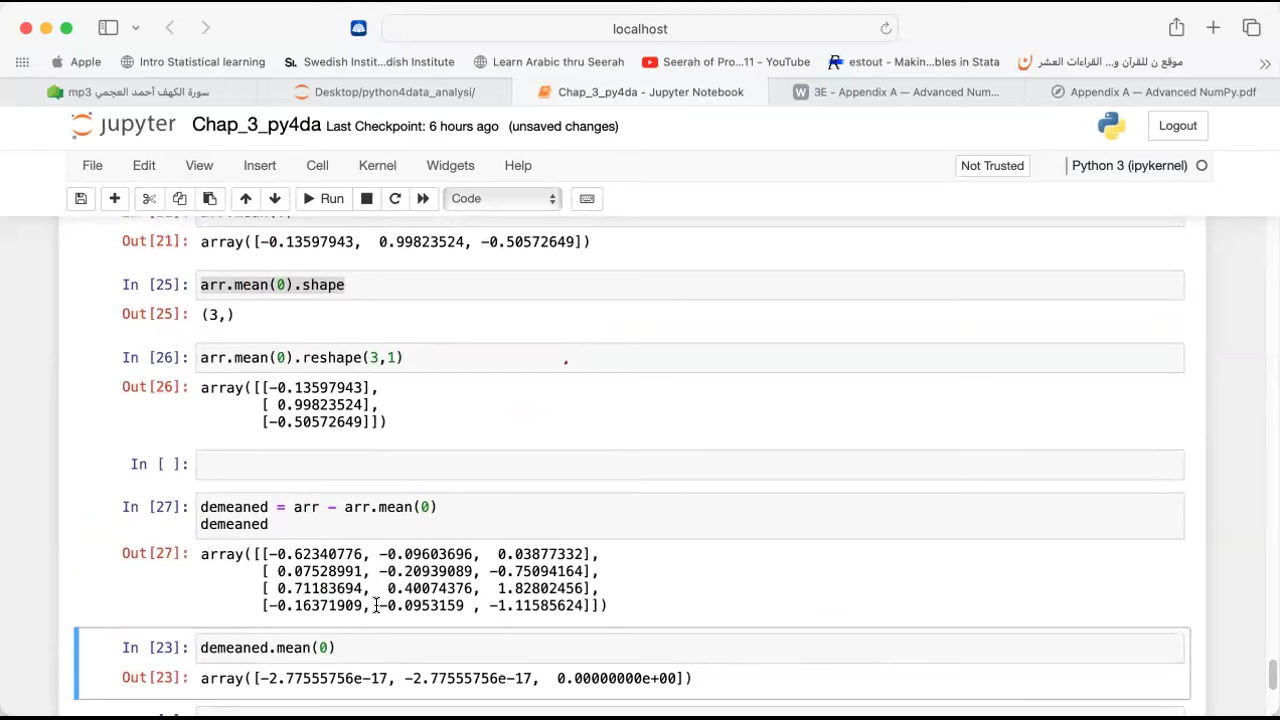 localhost
Apple
Intro Statistical learning
Swedish Instit...dish Institute
Learn Arabic thru Seerah
Seerah of Pro...11 - YouTube
estout - Makin...bles in Stata
موقع ن للقرآن و... القراءات العشر
سورة الكهف أحمد العجمي mp3
Desktop/python4data_analysi/
Chap_3_py4da - Jupyter Notebook
3E - Appendix A — Advanced Num...
Appendix A — Advanced NumPy.pdf
jupyter Chap_3_py4da Last Checkpoint: 6 hours ago (unsaved changes)
Logout
File Edit View Insert Cell Kernel Widgets Help
Not Trusted
Python 3 (ipykernel)
Run
Code
Out[21]: array([-0.13597943, 0.99823524, -0.50572649])
In [25]: arr.mean(0).shape
Out[25]: (3,)
In [26]: arr.mean(0).reshape(3,1)
Out[26]: array([[-0.13597943],
[ 0.99823524],
[-0.50572649]])
In [ ]:
In [27]: demeaned = arr - arr.mean(0)
demeaned
Out[27]: array([[-0.62340776, -0.09603696, 0.03877332],
[ 0.07528991, -0.20939089, -0.75094164],
[ 0.71183694, 0.40074376, 1.82802456],
[-0.16371909, -0.0953159 , -1.11585624]])
In [23]: demeaned.mean(0)
Out[23]: array([-2.77555756e-17, -2.77555756e-17, 0.00000000e+00])